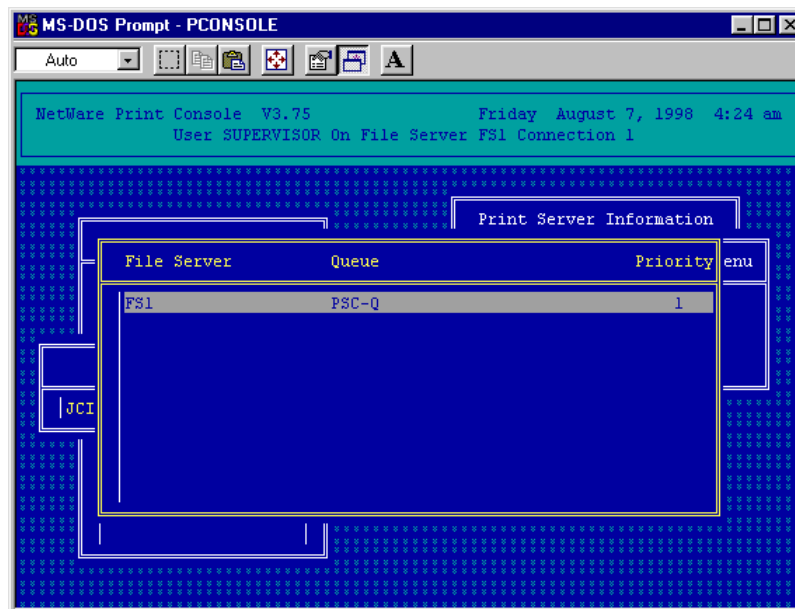 MS-DOS Prompt - PCONSOLE
Auto
A
NetWare Print Console V3.75 Friday August 7, 1998 4:24 am
User SUPERVISOR On File Server FS1 Connection 1
Print Server Information
File Server Queue Priority enu
FS1 PSC-Q 1
JCI